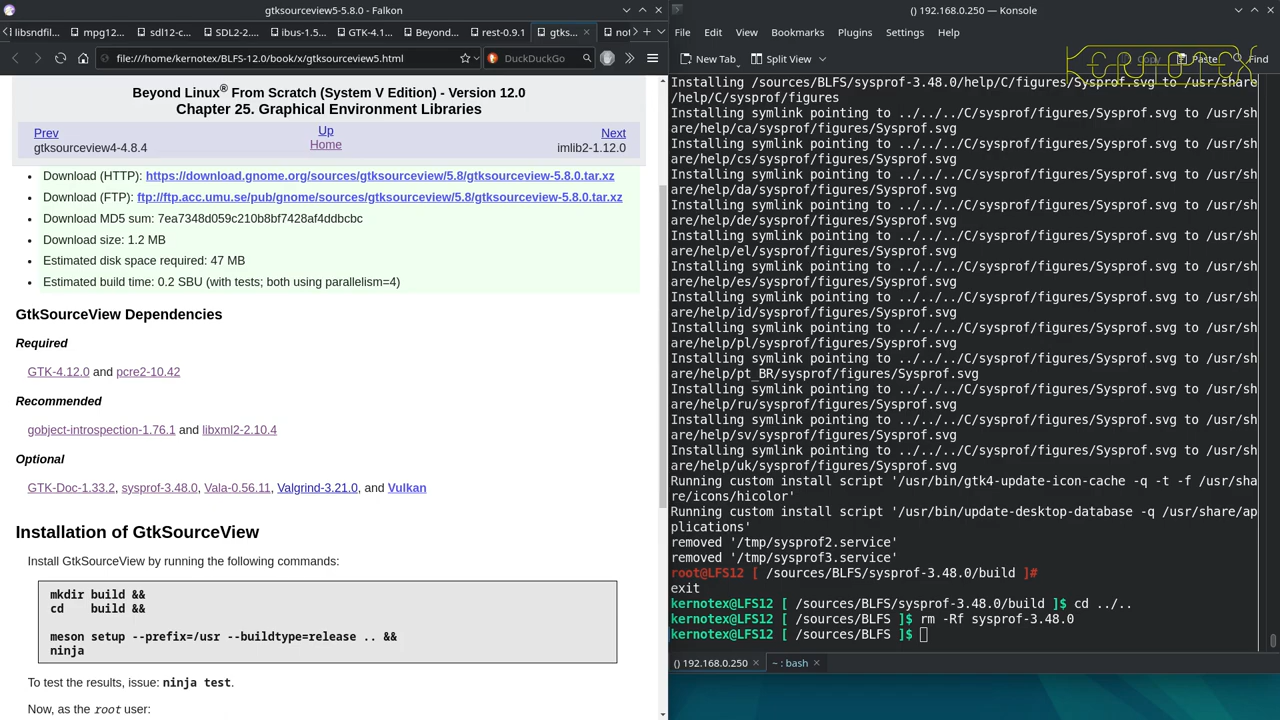 gtksourceview5-5.8.0 - Falkon
libsndfil...
mpg12...
sdl12-c...
SDL2-2....
ibus-1.5...
GTK-4.1...
Beyond...
rest-0.9.1
gtks...
no
file:///home/kernotex/BLFS-12.0/book/x/gtksourceview5.html
DuckDuckGo
Beyond Linux® From Scratch (System V Edition) - Version 12.0
Chapter 25. Graphical Environment Libraries
Prev
Up
Next
gtksourceview4-4.8.4
Home
imlib2-1.12.0
• Download (HTTP): https://download.gnome.org/sources/gtksourceview/5.8/gtksourceview-5.8.0.tar.xz
• Download (FTP): ftp://ftp.acc.umu.se/pub/gnome/sources/gtksourceview/5.8/gtksourceview-5.8.0.tar.xz
• Download MD5 sum: 7ea7348d059c210b8bf7428af4ddbcbc
• Download size: 1.2 MB
• Estimated disk space required: 47 MB
• Estimated build time: 0.2 SBU (with tests; both using parallelism=4)
GtkSourceView Dependencies
Required
GTK-4.12.0 and pcre2-10.42
Recommended
gobject-introspection-1.76.1 and libxml2-2.10.4
Optional
GTK-Doc-1.33.2, sysprof-3.48.0, Vala-0.56.11, Valgrind-3.21.0, and Vulkan
Installation of GtkSourceView
Install GtkSourceView by running the following commands:
mkdir build &&
cd    build &&
meson setup --prefix=/usr --buildtype=release .. &&
ninja
To test the results, issue: ninja test.
Now, as the root user:
() 192.168.0.250 — Konsole
File Edit View Bookmarks Plugins Settings Help
New Tab
Split View
Copy
Paste
Find
KERNOTEX
Installing /sources/BLFS/sysprof-3.48.0/help/C/figures/Sysprof.svg to /usr/share
/help/C/sysprof/figures
Installing symlink pointing to ../../../C/sysprof/figures/Sysprof.svg to /usr/sh
are/help/ca/sysprof/figures/Sysprof.svg
Installing symlink pointing to ../../../C/sysprof/figures/Sysprof.svg to /usr/sh
are/help/cs/sysprof/figures/Sysprof.svg
Installing symlink pointing to ../../../C/sysprof/figures/Sysprof.svg to /usr/sh
are/help/da/sysprof/figures/Sysprof.svg
Installing symlink pointing to ../../../C/sysprof/figures/Sysprof.svg to /usr/sh
are/help/de/sysprof/figures/Sysprof.svg
Installing symlink pointing to ../../../C/sysprof/figures/Sysprof.svg to /usr/sh
are/help/el/sysprof/figures/Sysprof.svg
Installing symlink pointing to ../../../C/sysprof/figures/Sysprof.svg to /usr/sh
are/help/es/sysprof/figures/Sysprof.svg
Installing symlink pointing to ../../../C/sysprof/figures/Sysprof.svg to /usr/sh
are/help/id/sysprof/figures/Sysprof.svg
Installing symlink pointing to ../../../C/sysprof/figures/Sysprof.svg to /usr/sh
are/help/pl/sysprof/figures/Sysprof.svg
Installing symlink pointing to ../../../C/sysprof/figures/Sysprof.svg to /usr/sh
are/help/pt_BR/sysprof/figures/Sysprof.svg
Installing symlink pointing to ../../../C/sysprof/figures/Sysprof.svg to /usr/sh
are/help/ru/sysprof/figures/Sysprof.svg
Installing symlink pointing to ../../../C/sysprof/figures/Sysprof.svg to /usr/sh
are/help/sv/sysprof/figures/Sysprof.svg
Installing symlink pointing to ../../../C/sysprof/figures/Sysprof.svg to /usr/sh
are/help/uk/sysprof/figures/Sysprof.svg
Running custom install script '/usr/bin/gtk4-update-icon-cache -q -t -f /usr/sha
re/icons/hicolor'
Running custom install script '/usr/bin/update-desktop-database -q /usr/share/ap
plications'
removed '/tmp/sysprof2.service'
removed '/tmp/sysprof3.service'
root@LFS12 [ /sources/BLFS/sysprof-3.48.0/build ]#
exit
kernotex@LFS12 [ /sources/BLFS/sysprof-3.48.0/build ]$ cd ../..
kernotex@LFS12 [ /sources/BLFS ]$ rm -Rf sysprof-3.48.0
kernotex@LFS12 [ /sources/BLFS ]$
() 192.168.0.250
~ : bash